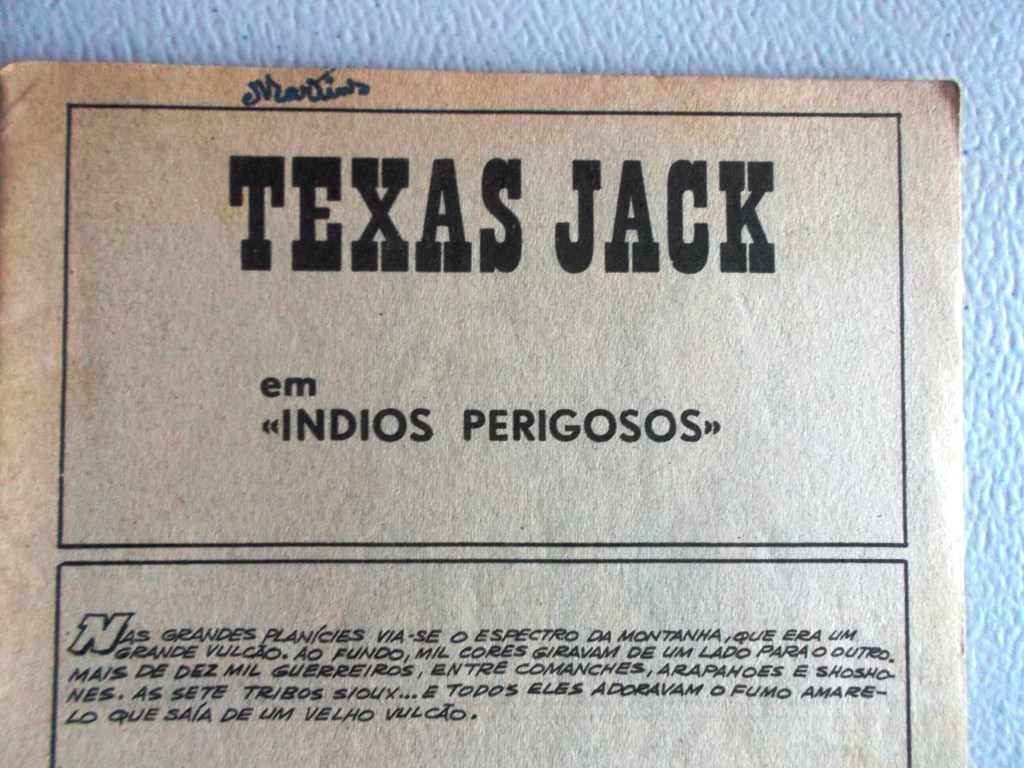 Martins
TEXAS JACK
em
«INDIOS PERIGOSOS»
NAS GRANDES PLANÍCIES VIA-SE O ESPECTRO DA MONTANHA, QUE ERA UM
GRANDE VULCÃO. AO FUNDO, MIL CORES GIRAVAM DE UM LADO PARA O OUTRO.
MAIS DE DEZ MIL GUERREIROS, ENTRE COMANCHES, ARAPAHOES E SHOSHO-
NES. AS SETE TRIBOS SIOUX... E TODOS ELES ADORAVAM O FUMO AMARE-
LO QUE SAÍA DE UM VELHO VULCÃO.